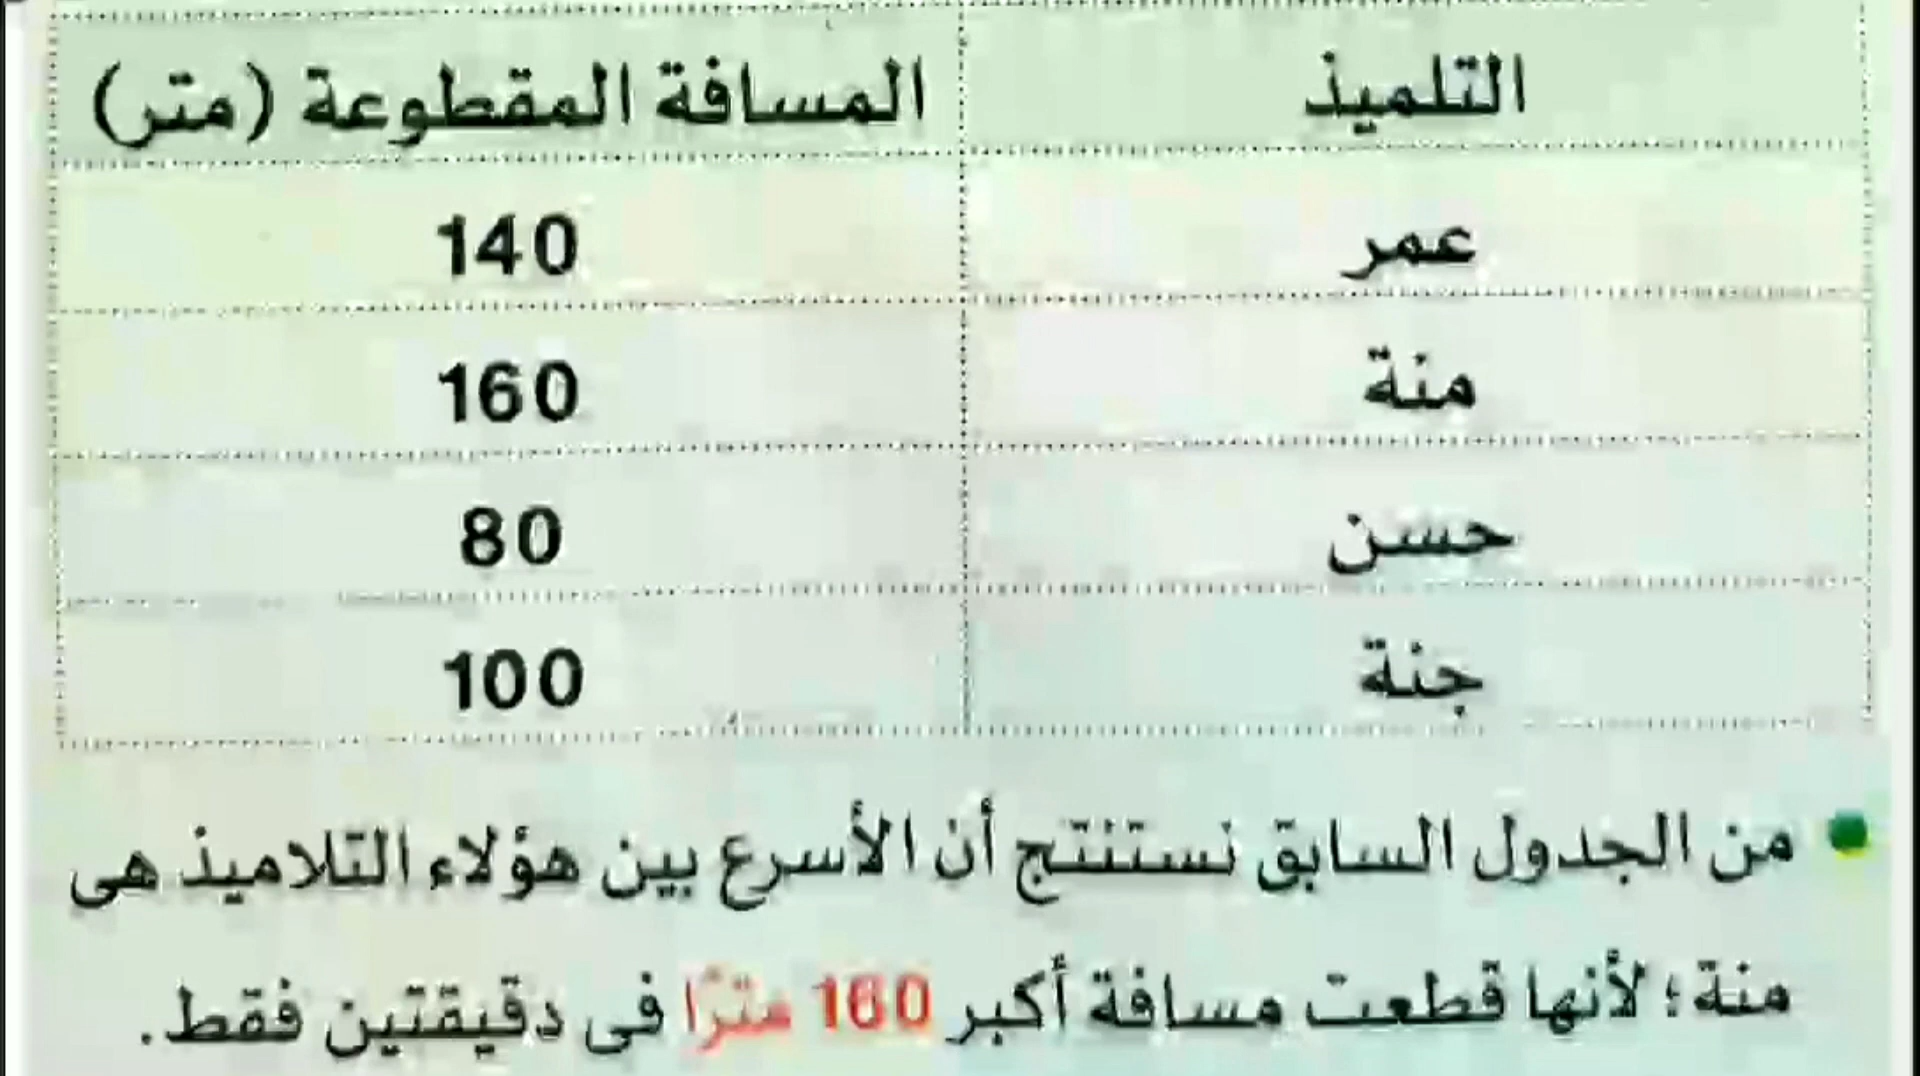 التلميذ المسافة المقطوعة (متر)
عمر 140
منة 160
حسن 80
جنة 100
من الجدول السابق نستنتج أن الأسرع بين هؤلاء التلاميذ هى
منة؛ لأنها قطعت مسافة أكبر 160 مترًا فى دقيقتين فقط.